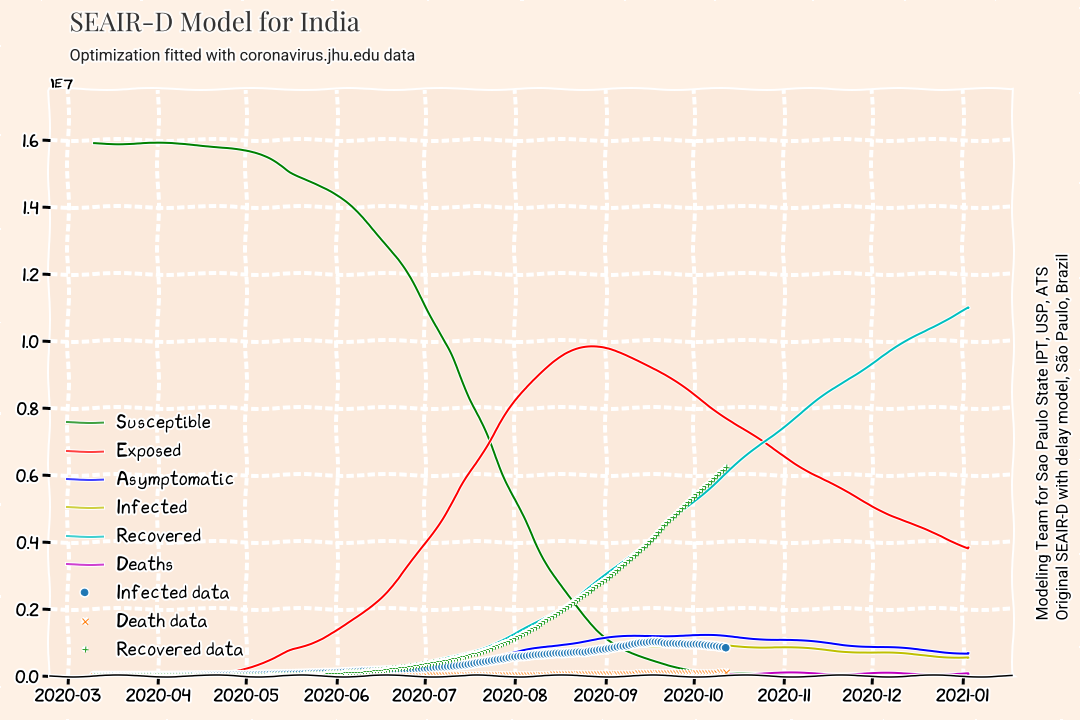 SEAIR-D Model for India
Optimization fitted with coronavirus.jhu.edu data
1E7
1.6
1.4
1.2
1.0
0.8
0.6
0.4
0.2
0.0
Susceptible
Exposed
Asymptomatic
Infected
Recovered
Deaths
Infected data
Death data
Recovered data
2020-03 2020-04 2020-05 2020-06 2020-07 2020-08 2020-09 2020-10 2020-11 2020-12 2021-01
Modeling Team for Sao Paulo State IPT, USP, ATS
Original SEAIR-D with delay model, São Paulo, Brazil